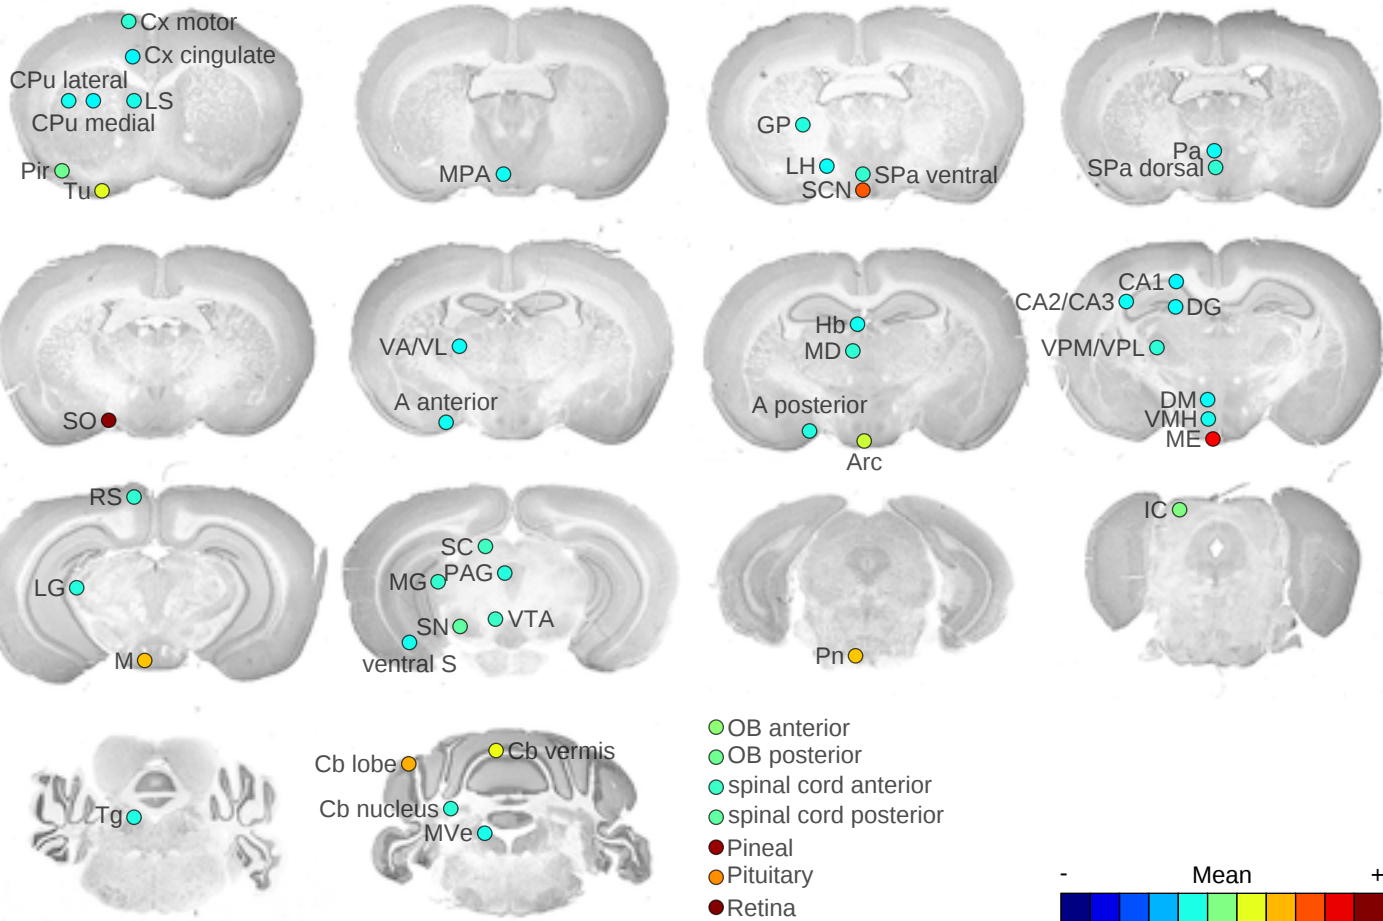 Cx motor
Cx cingulate
CPu lateral
LS
CPu medial
Pir
Tu
MPA
GP
LH
SPa ventral
SCN
Pa
SPa dorsal
SO
VA/VL
A anterior
Hb
MD
A posterior
Arc
CA1
CA2/CA3
DG
VPM/VPL
DM
VMH
ME
RS
LG
M
SC
PAG
MG
VTA
SN
ventral S
Pn
IC
Tg
Cb vermis
Cb lobe
Cb nucleus
MVe
OB anterior
OB posterior
spinal cord anterior
spinal cord posterior
Pineal
Pituitary
Retina
- Mean +